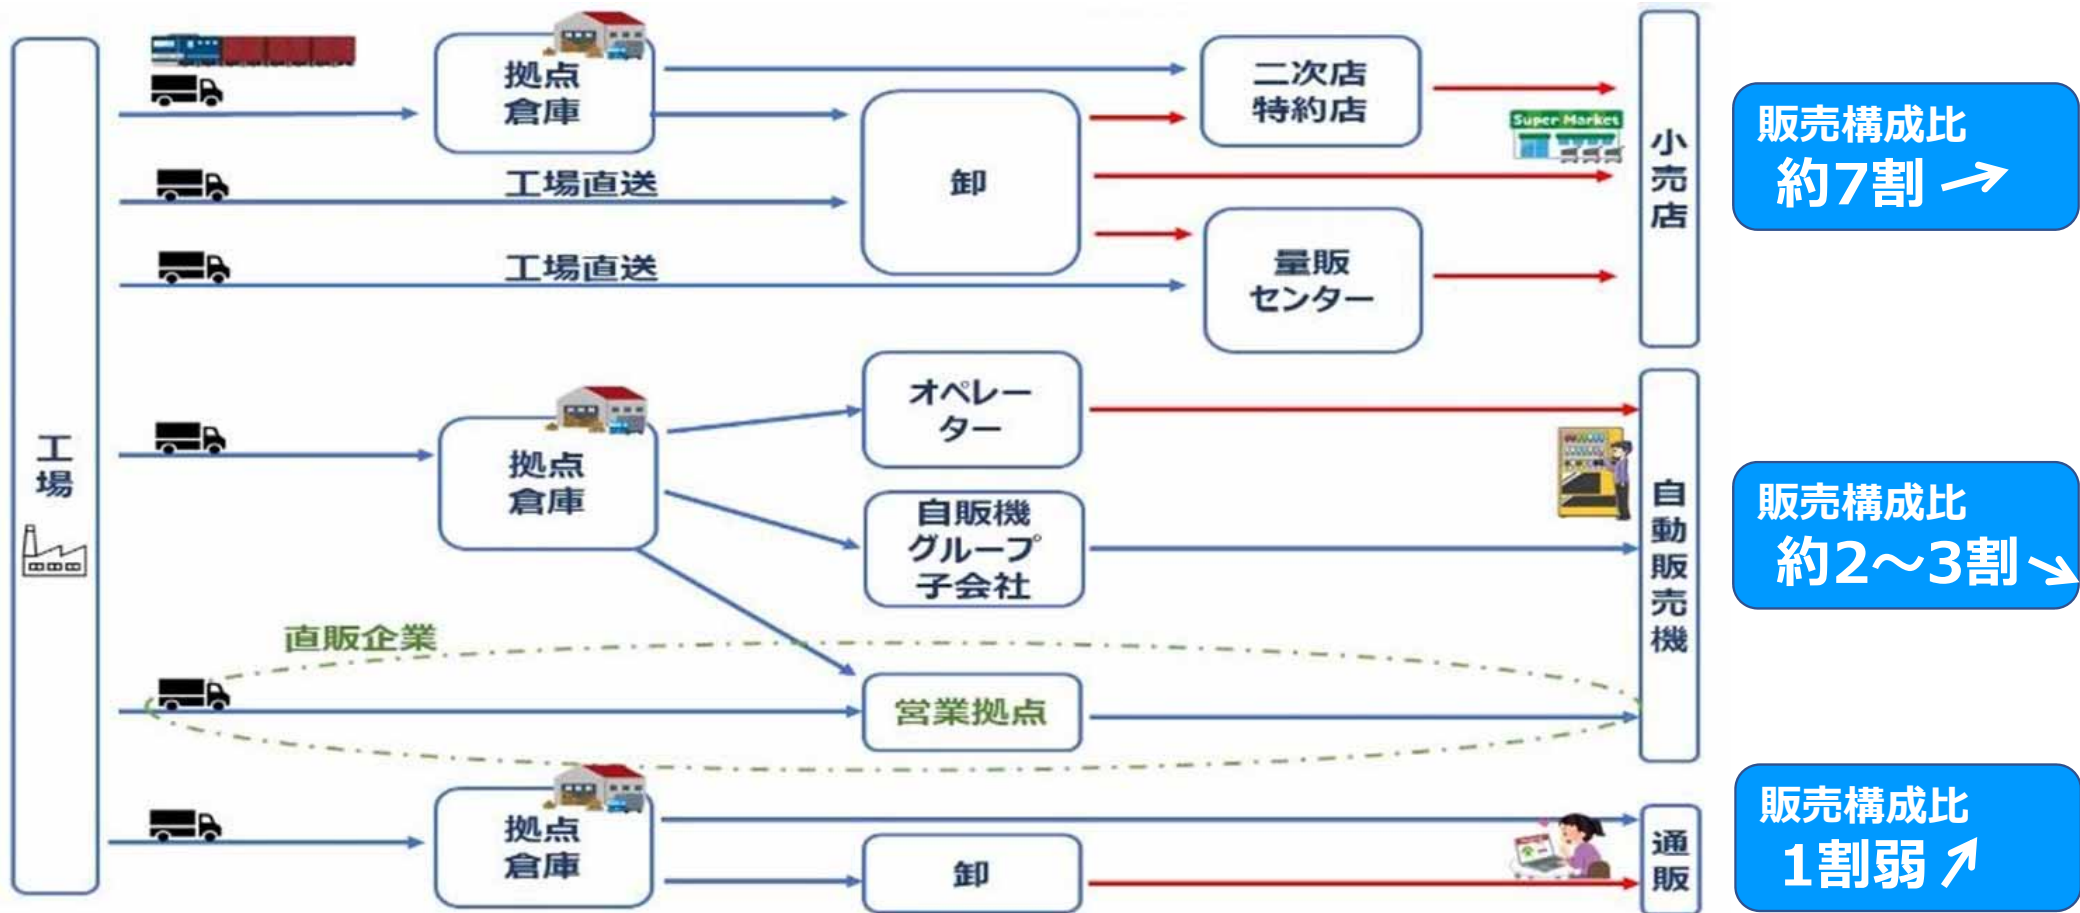 拠点
倉庫
二次店
特約店
Super Market
販売構成比
約7割
工場直送
卸
小売店
工場直送
量販
センター
オペレー
ター
工場
拠点
倉庫
自販機
グループ
子会社
自動販売機
販売構成比
約2～3割
直販企業
営業拠点
拠点
倉庫
卸
通販
販売構成比
1割弱